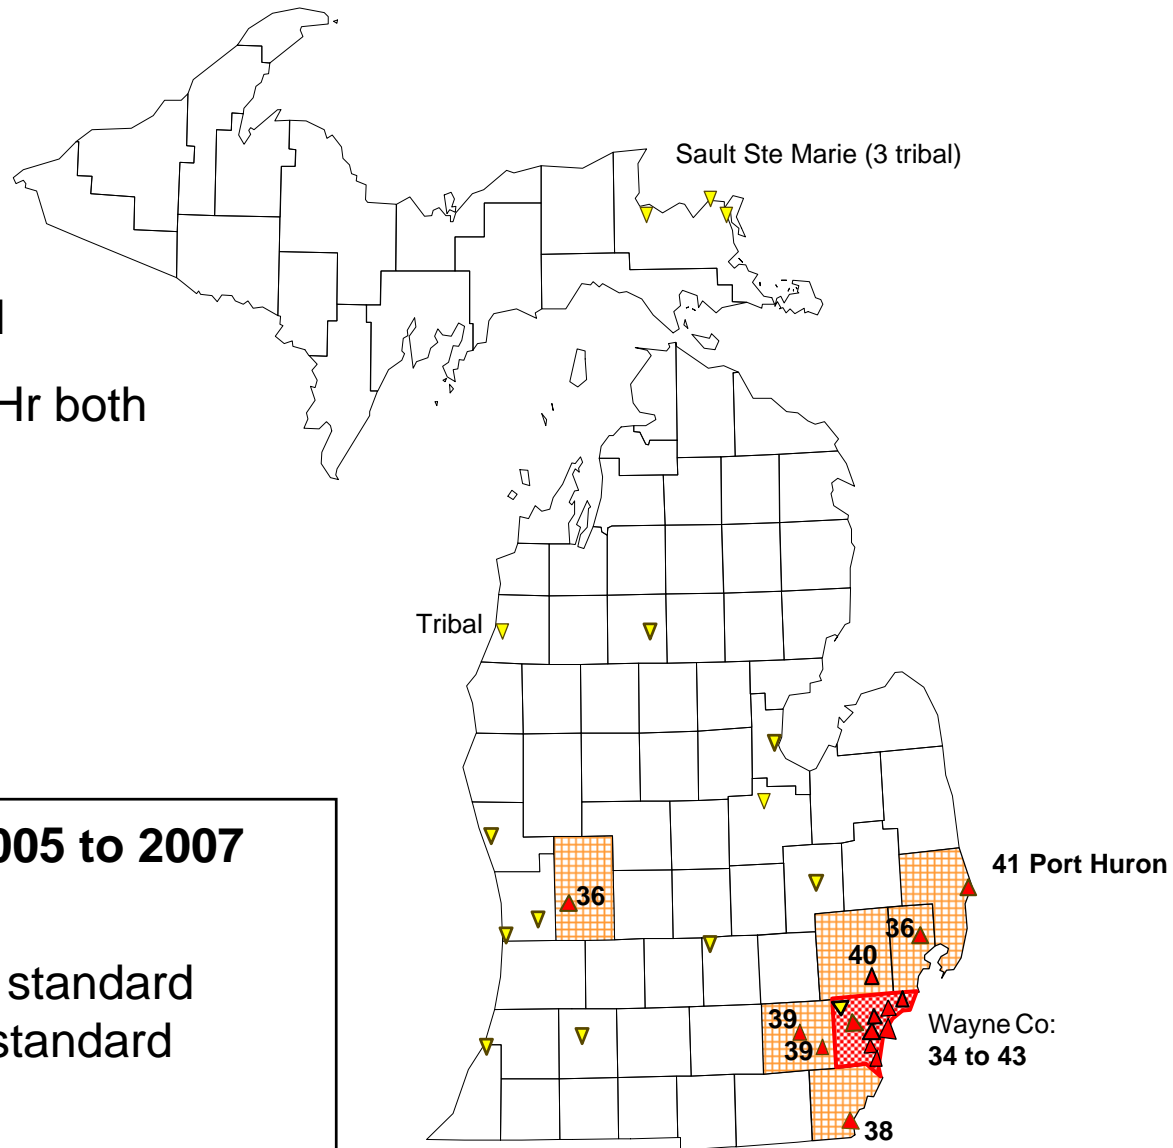 Sault Ste Marie (3 tribal)
Hr both
Tribal
005 to 2007
41 Port Huron
36
36
40
standard
39
Wayne Co:
standard
39
34 to 43
38